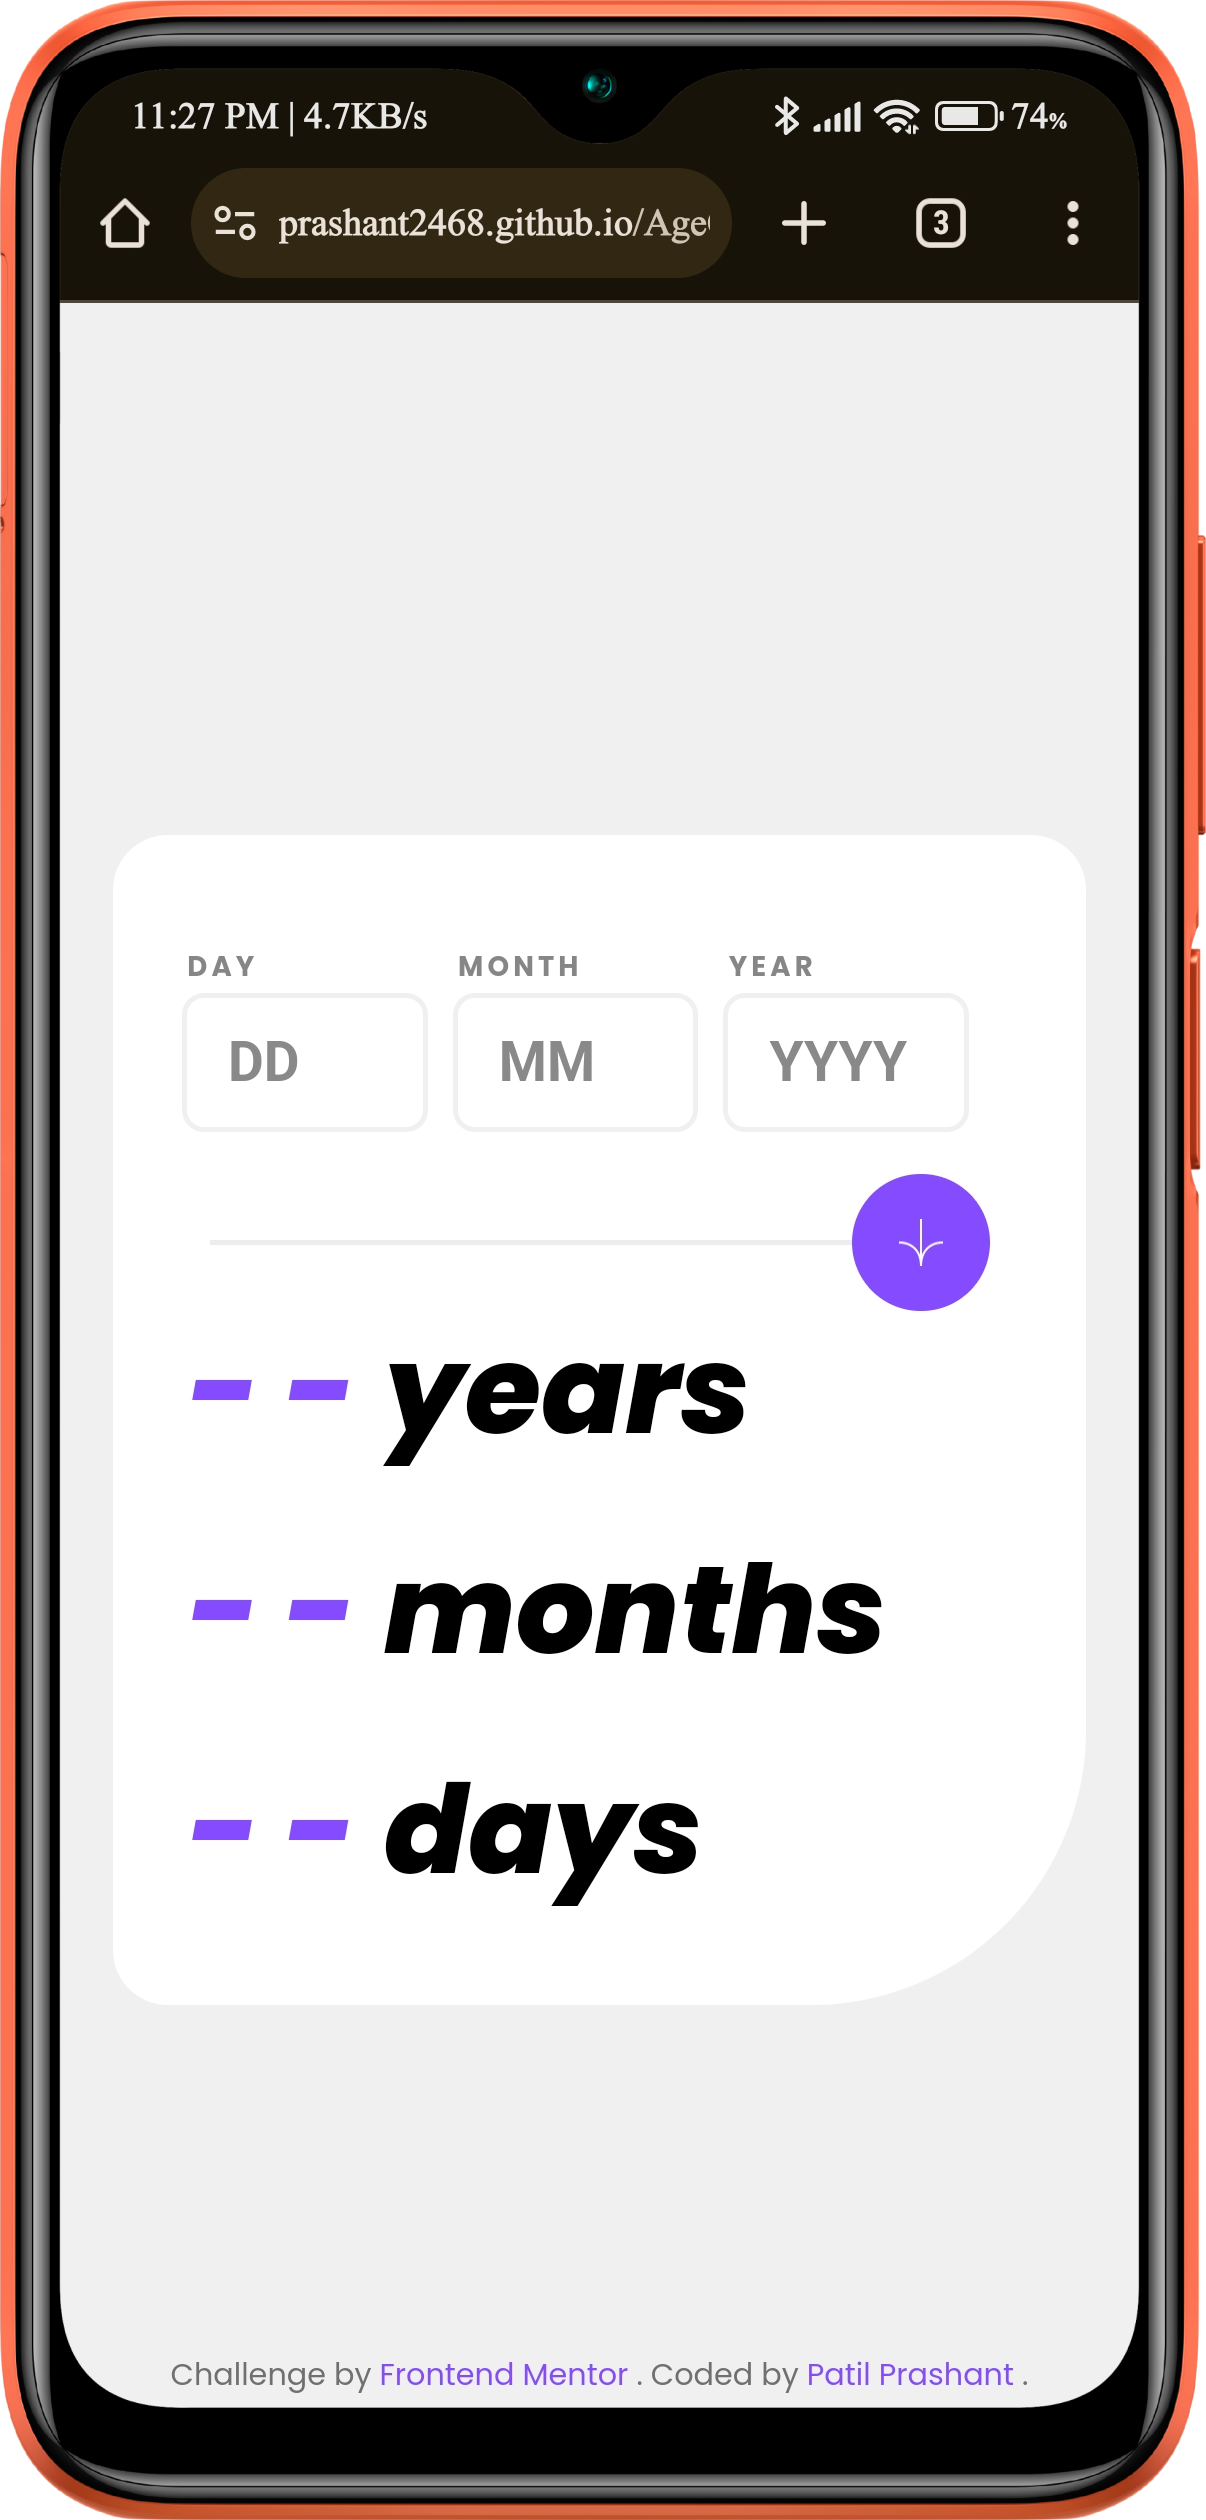 11:27 PM | 4.7KB/s 74%
prashant2468.github.io/Age 3
DAY MONTH YEAR
DD MM YYYY
-- years
-- months
-- days
Challenge by Frontend Mentor . Coded by Patil Prashant .